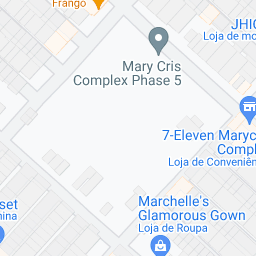 Frango
JHIC
Loja de mo
Mary Cris
Complex Phase 5
7-Eleven Maryc
Compl
Loja de Conveniên
set
nina
Marchelle's
Glamorous Gown
Loja de Roupa